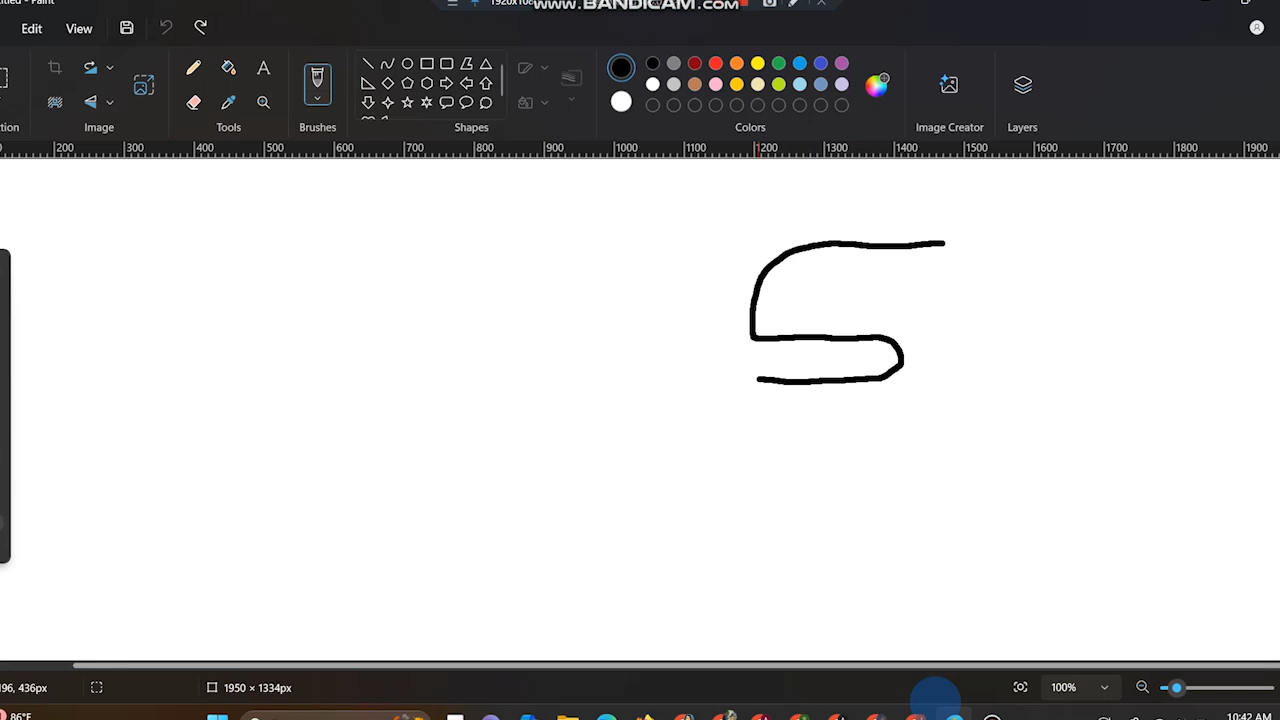 www.BANDICAM.com
Edit View
Image Tools Brushes Shapes Colors Image Creator Layers
200 300 400 500 600 700 800 900 1000 1100 1200 1300 1400 1500 1600 1700 1800 1900
S
1950 × 1334px 100%
86°F 10:42 AM